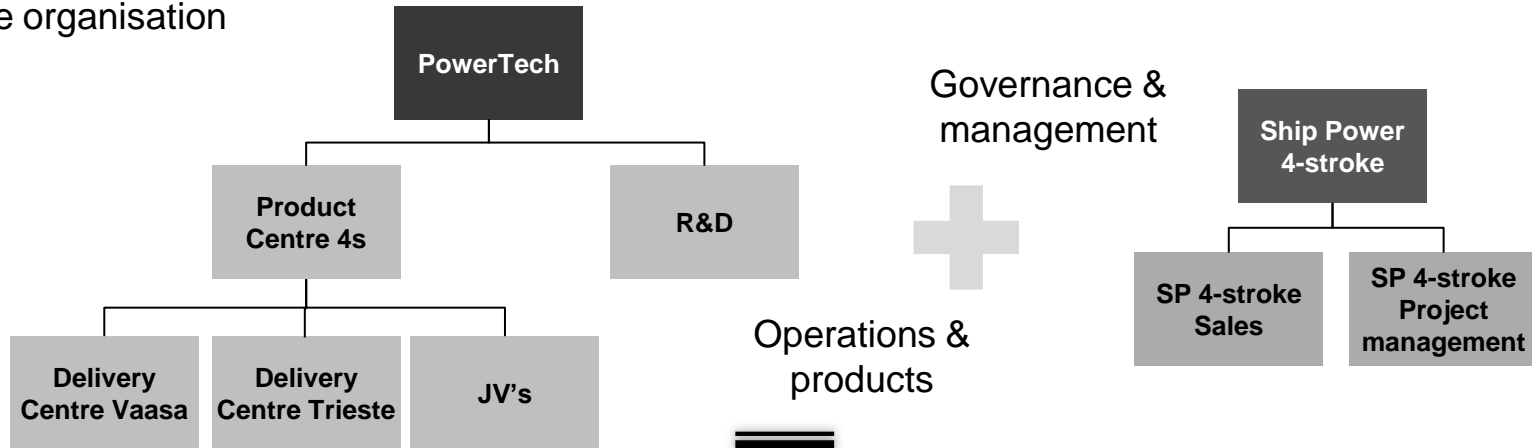 e organisation
PowerTech
Governance &
management
Ship Power
4-stroke
Product
Centre 4s
R&D
SP 4-stroke
Sales
SP 4-stroke
Project
management
Operations &
products
Delivery
Centre Vaasa
Delivery
Centre Trieste
JV’s